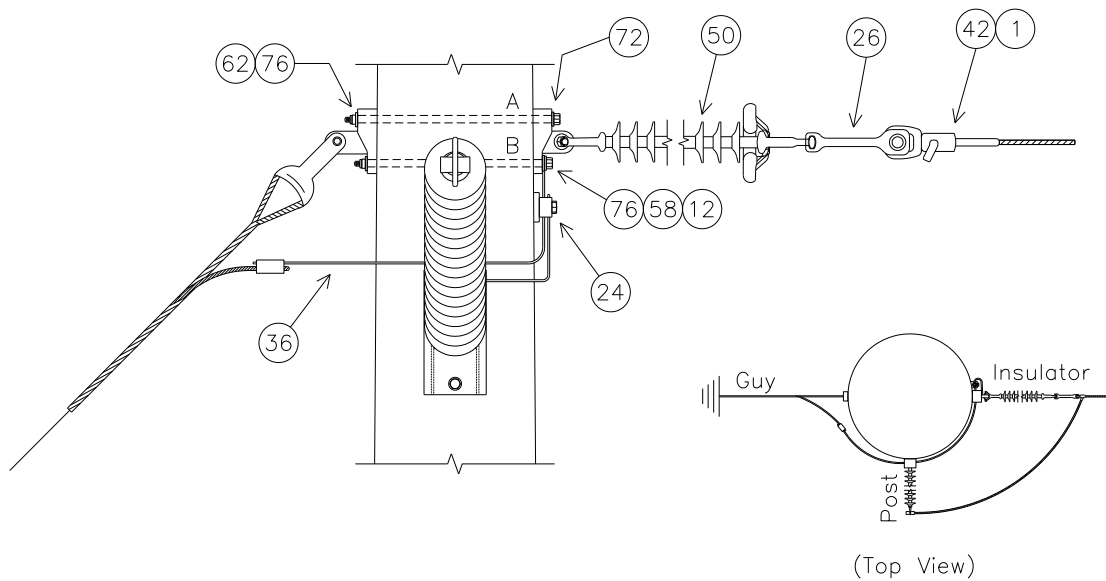 42 1
72
50
26
62 76
A
B
76 58 12
24
36
Guy
Insulator
Post
(Top View)